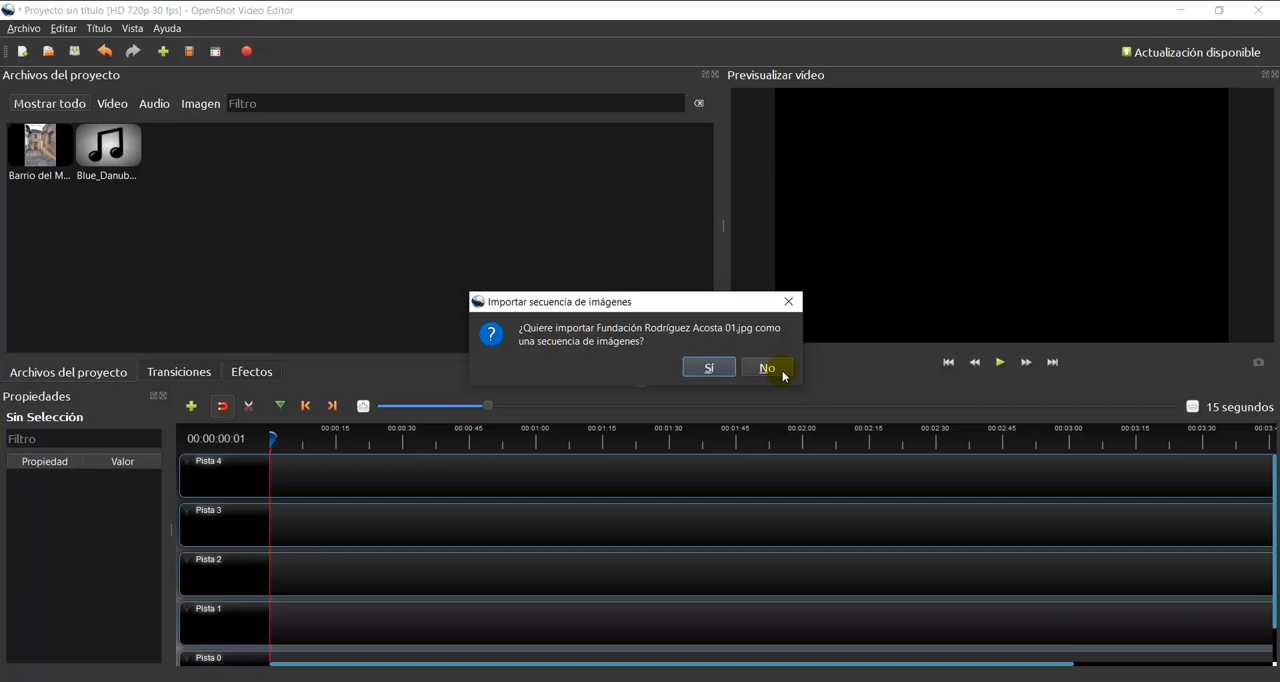 * Proyecto sin título [HD 720p 30 fps] - OpenShot Video Editor
Archivo Editar Título Vista Ayuda
Actualización disponible
Archivos del proyecto
Previsualizar vídeo
Mostrar todo Vídeo Audio Imagen Filtro
Barrio del M... Blue_Danub...
Importar secuencia de imágenes
¿Quiere importar Fundación Rodríguez Acosta 01.jpg como
una secuencia de imágenes?
Sí No
Archivos del proyecto Transiciones Efectos
Propiedades
Sin Selección
Filtro
Propiedad Valor
15 segundos
00:00:00:01
00:00:15 00:00:30 00:00:45 00:01:00 00:01:15 00:01:30 00:01:45 00:02:00 00:02:15 00:02:30 00:02:45 00:03:00 00:03:15 00:03:30 00:03:4
Pista 4
Pista 3
Pista 2
Pista 1
Pista 0